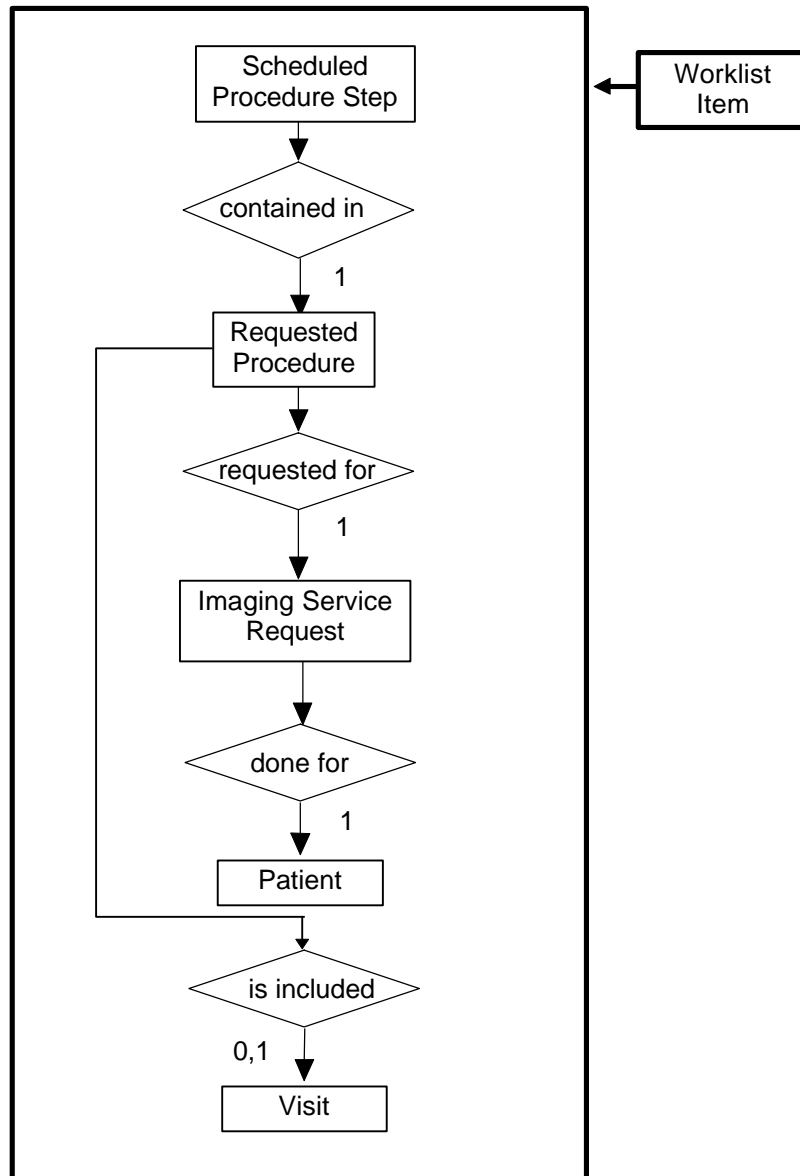 Scheduled
Procedure Step
Worklist
Item
contained in
1
Requested
Procedure
requested for
1
Imaging Service
Request
done for
1
Patient
is included
0,1
Visit